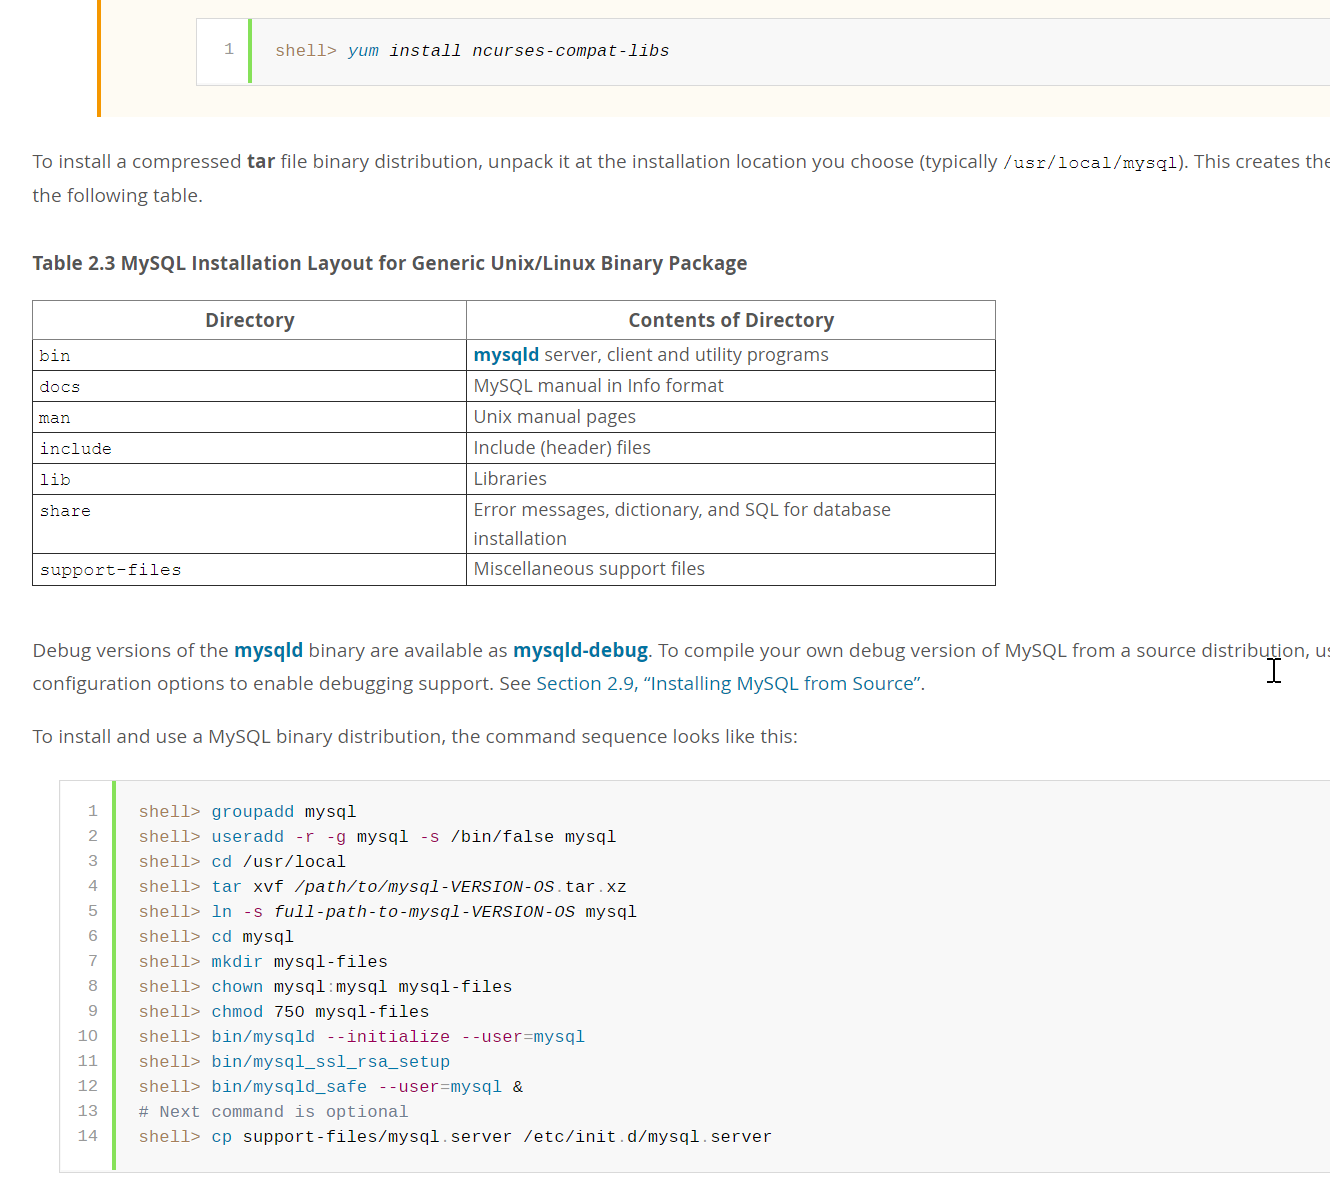 1 shell> yum install ncurses-compat-libs
To install a compressed tar file binary distribution, unpack it at the installation location you choose (typically /usr/local/mysql). This creates the
the following table.
Table 2.3 MySQL Installation Layout for Generic Unix/Linux Binary Package
Directory Contents of Directory
bin mysqld server, client and utility programs
docs MySQL manual in Info format
man Unix manual pages
include Include (header) files
lib Libraries
share Error messages, dictionary, and SQL for database
installation
support-files Miscellaneous support files
Debug versions of the mysqld binary are available as mysqld-debug. To compile your own debug version of MySQL from a source distribution, us
configuration options to enable debugging support. See Section 2.9, “Installing MySQL from Source”.
To install and use a MySQL binary distribution, the command sequence looks like this:
1 shell> groupadd mysql
2 shell> useradd -r -g mysql -s /bin/false mysql
3 shell> cd /usr/local
4 shell> tar xvf /path/to/mysql-VERSION-OS.tar.xz
5 shell> ln -s full-path-to-mysql-VERSION-OS mysql
6 shell> cd mysql
7 shell> mkdir mysql-files
8 shell> chown mysql:mysql mysql-files
9 shell> chmod 750 mysql-files
10 shell> bin/mysqld --initialize --user=mysql
11 shell> bin/mysql_ssl_rsa_setup
12 shell> bin/mysqld_safe --user=mysql &
13 # Next command is optional
14 shell> cp support-files/mysql.server /etc/init.d/mysql.server